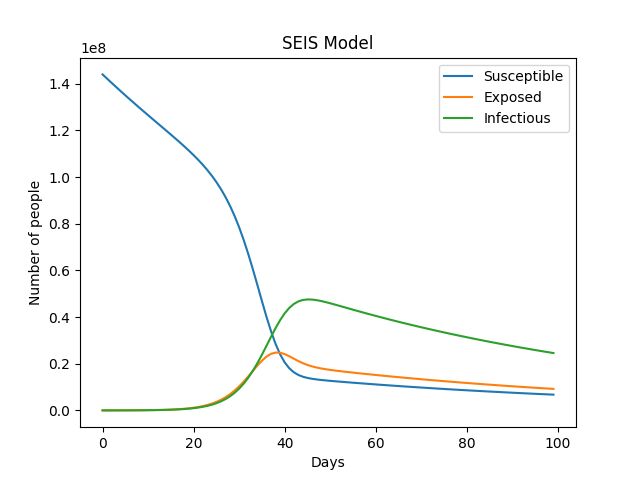 SEIS Model
1e8
1.4
1.2
1.0
0.8
0.6
0.4
0.2
0.0
Number of people
Susceptible
Exposed
Infectious
0 20 40 60 80 100
Days